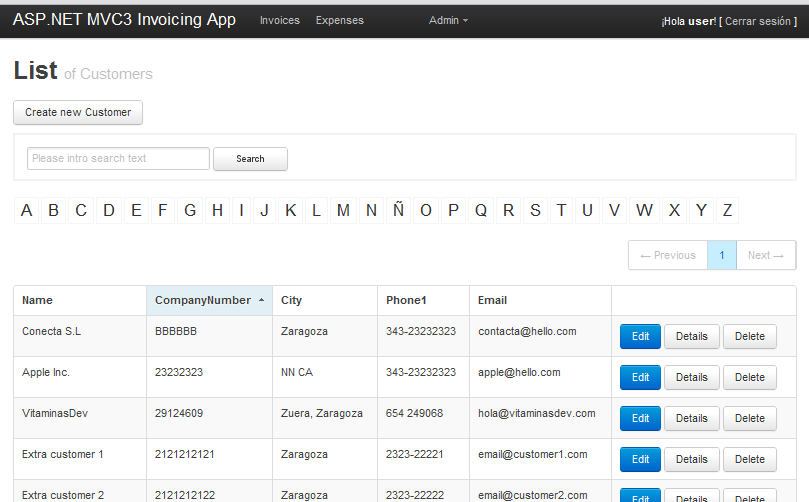 ASP.NET MVC3 Invoicing App Invoices Expenses Admin ¡Hola user! [ Cerrar sesión ]
List of Customers
Create new Customer
Please intro search text Search
A B C D E F G H I J K L M N Ñ O P Q R S T U V W X Y Z
← Previous 1 Next →
Name CompanyNumber City Phone1 Email
Conecta S.L BBBBBB Zaragoza 343-23232323 contacta@hello.com Edit Details Delete
Apple Inc. 23232323 NN CA 343-23232323 apple@hello.com Edit Details Delete
VitaminasDev 29124609 Zuera, Zaragoza 654 249068 hola@vitaminasdev.com Edit Details Delete
Extra customer 1 2121212121 Zaragoza 2323-22221 email@customer1.com Edit Details Delete
Extra customer 2 212121212​2 Zaragoza 2323-22222 email@customer2.com Edit Details Delete